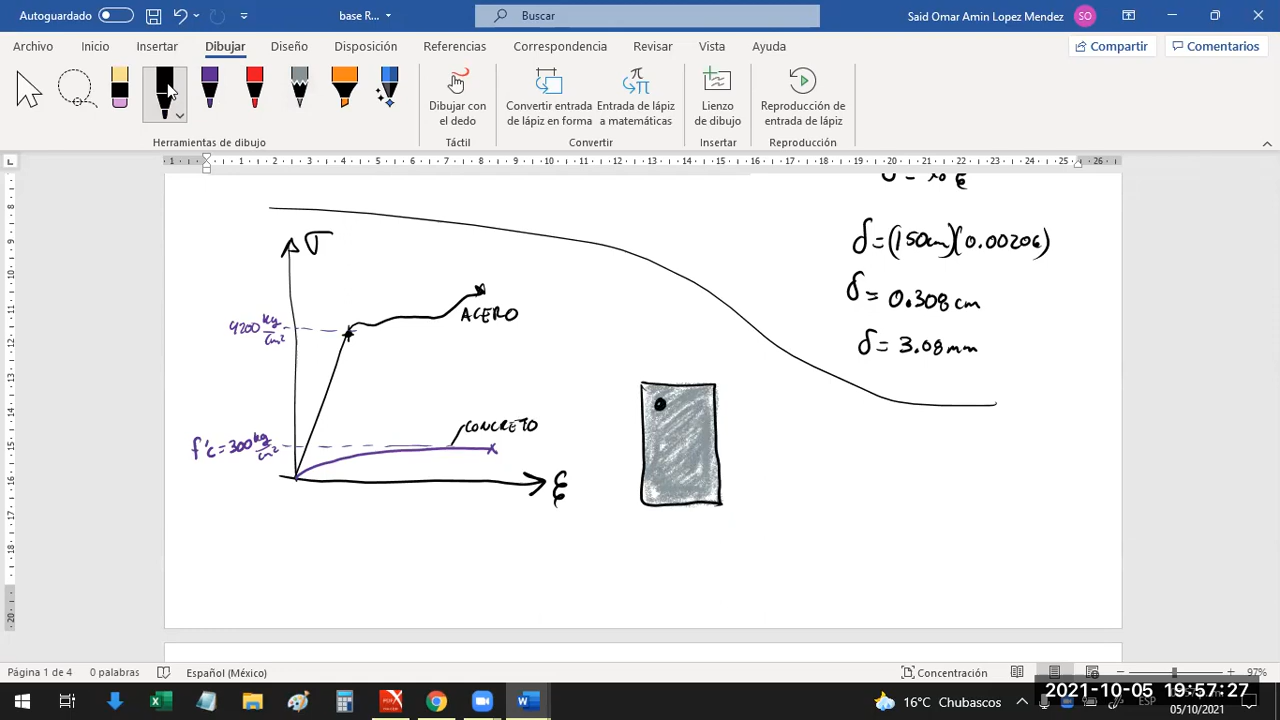 Autoguardado
base R...
Buscar
Said Omar Amin Lopez Mendez
SO
Archivo Inicio Insertar Dibujar Diseño Disposición Referencias Correspondencia Revisar Vista Ayuda
Compartir
Comentarios
Dibujar con el dedo
Convertir entrada de lápiz en forma
Entrada de lápiz a matemáticas
Lienzo de dibujo
Reproducción de entrada de lápiz
Herramientas de dibujo
Táctil
Convertir
Insertar
Reproducción
δ=(150cm)(0.00206)
δ= 0.308 cm
δ= 3.08 mm
σ
4200 kg/cm²
ACERO
CONCRETO
f'c=300 kg/cm²
ε
Página 1 de 4
0 palabras
Español (México)
Concentración
97%
16°C Chubascos
ESP
2021-10-05 19:57:27
05/10/2021